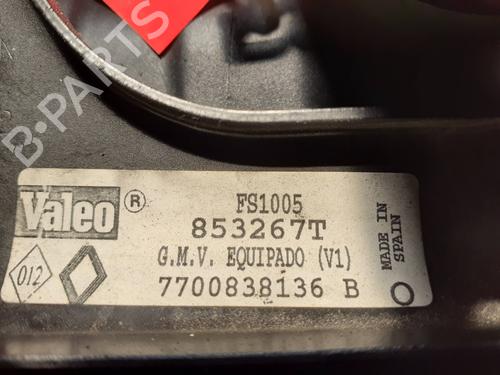 B·PARTS
Valeo ®
FS1005
853267T
G.M.V. EQUIPADO (V1)
012
7700838136 B
MADE IN
SPAIN